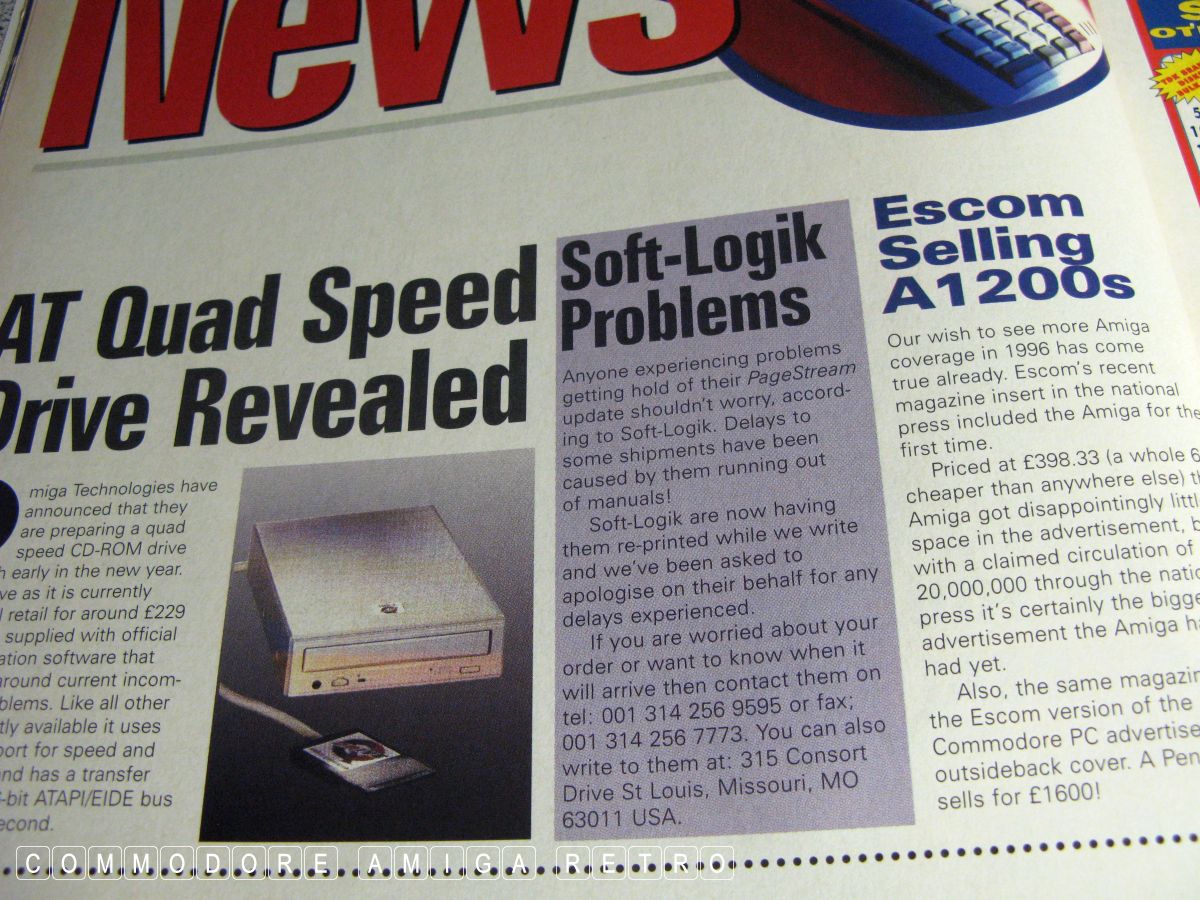 News
AT Quad Speed
Drive Revealed
miga Technologies have
announced that they
are preparing a quad
speed CD-ROM drive
early in the new year.
as it is currently
retail for around £229
supplied with official
software that
around current incom-
Like all other
available it uses
for speed and
and has a transfer
ATAPI/EIDE bus
Soft-Logik
Problems
Anyone experiencing problems
getting hold of their PageStream
update shouldn't worry, accord-
ing to Soft-Logik. Delays to
some shipments have been
caused by them running out
of manuals!
Soft-Logik are now having
them re-printed while we write
and we've been asked to
apologise on their behalf for any
delays experienced.
If you are worried about your
order or want to know when it
will arrive then contact them on
tel: 001 314 256 9595 or fax;
001 314 256 7773. You can also
write to them at: 315 Consort
Drive St Louis, Missouri, MO
63011 USA.
Escom
Selling
A1200s
Our wish to see more Amiga
coverage in 1996 has come
true already. Escom's recent
magazine insert in the national
press included the Amiga for the
first time.
Priced at £398.33 (a whole
cheaper than anywhere else)
Amiga got disappointingly
space in the advertisement,
with a claimed circulation of
20,000,000 through the
press it's certainly the
advertisement the Amiga
had yet.
Also, the same
the Escom version of the
Commodore PC
outsideback cover. A
sells for £1600!
COMMODORE AMIGA RETRO